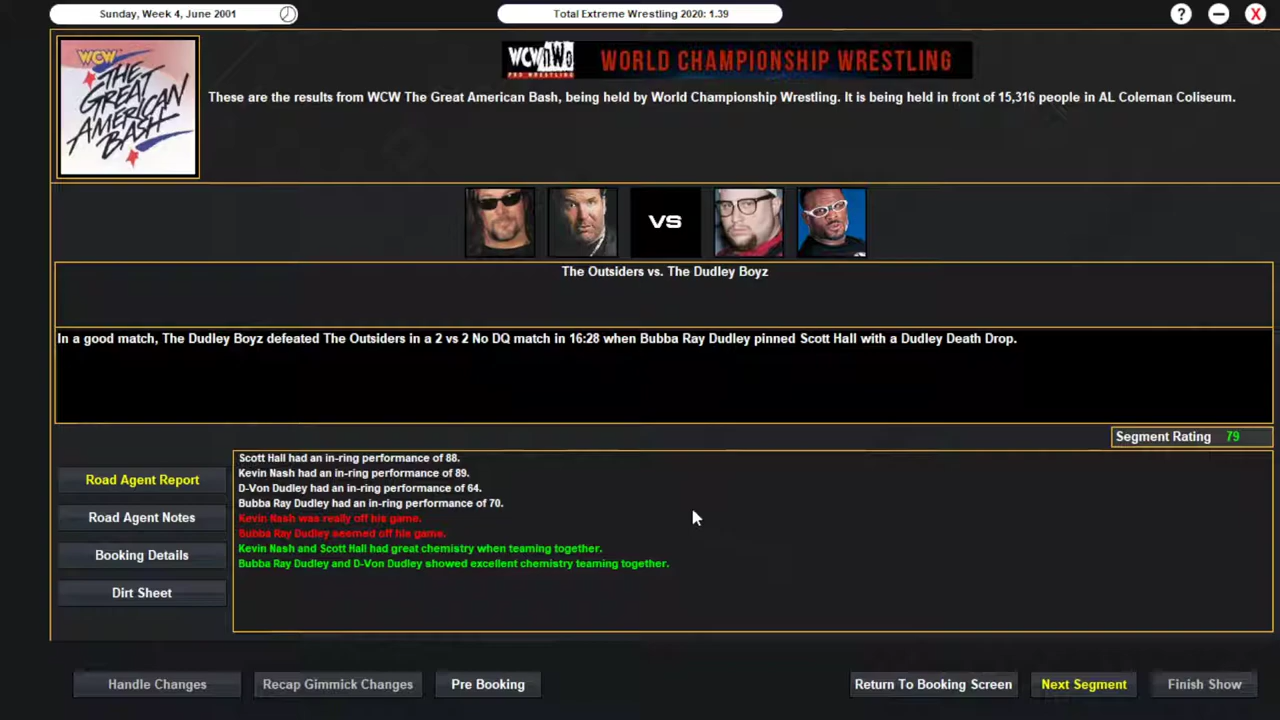 Sunday, Week 4, June 2001
Total Extreme Wrestling 2020: 1.39
?
X
WCW
THE GREAT AMERICAN BASH
WCW
PRO WRESTLING
WORLD CHAMPIONSHIP WRESTLING
These are the results from WCW The Great American Bash, being held by World Championship Wrestling. It is being held in front of 15,316 people in AL Coleman Coliseum.
VS
The Outsiders vs. The Dudley Boyz
In a good match, The Dudley Boyz defeated The Outsiders in a 2 vs 2 No DQ match in 16:28 when Bubba Ray Dudley pinned Scott Hall with a Dudley Death Drop.
Segment Rating 79
Road Agent Report
Road Agent Notes
Booking Details
Dirt Sheet
Scott Hall had an in-ring performance of 88.
Kevin Nash had an in-ring performance of 89.
D-Von Dudley had an in-ring performance of 64.
Bubba Ray Dudley had an in-ring performance of 70.
Kevin Nash was really off his game.
Bubba Ray Dudley seemed off his game.
Kevin Nash and Scott Hall had great chemistry when teaming together.
Bubba Ray Dudley and D-Von Dudley showed excellent chemistry teaming together.
Handle Changes
Recap Gimmick Changes
Pre Booking
Return To Booking Screen
Next Segment
Finish Show